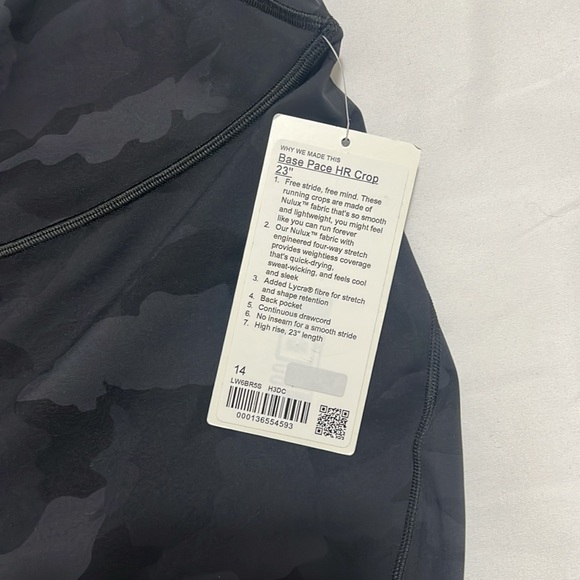 WHY WE MADE THIS
Base Pace HR Crop
23"
1. Free stride, free mind. These
running crops are made of
Nulux™ fabric that's so smooth
and lightweight, you might feel
like you can run forever
2. Our Nulux™ fabric with
engineered four-way stretch
provides weightless coverage
that's quick-drying,
sweat-wicking, and feels cool
and sleek
3. Added Lycra® fibre for stretch
and shape retention
4. Back pocket
5. Continuous drawcord
6. No inseam for a smooth stride
7. High rise, 23" length
14
LW6BR5S H3DC
000136554593